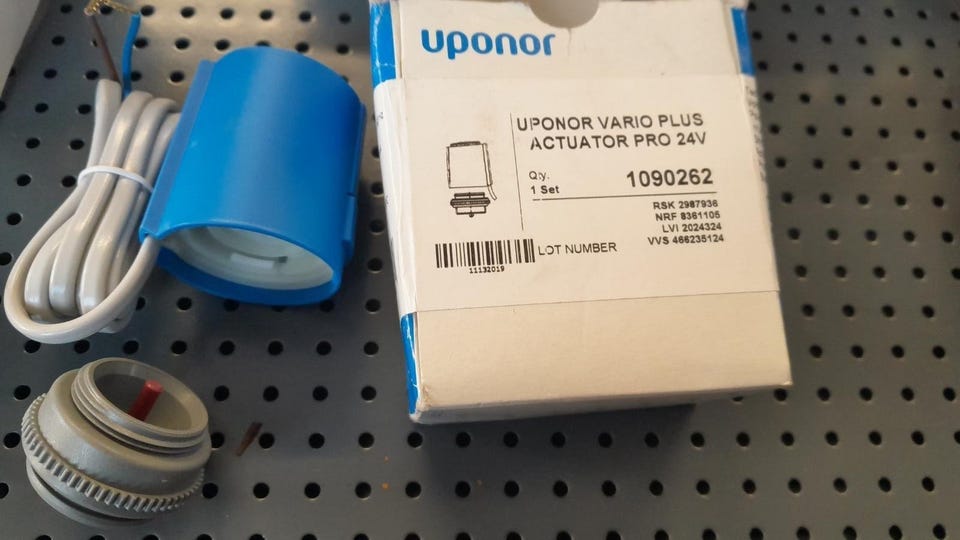 uponor
UPONOR VARIO PLUS
ACTUATOR PRO 24V
Qty.
1 Set
1090262
RSK 2987936
NRF 8361105
LVI 2024324
VVS 466235124
LOT NUMBER
11132019